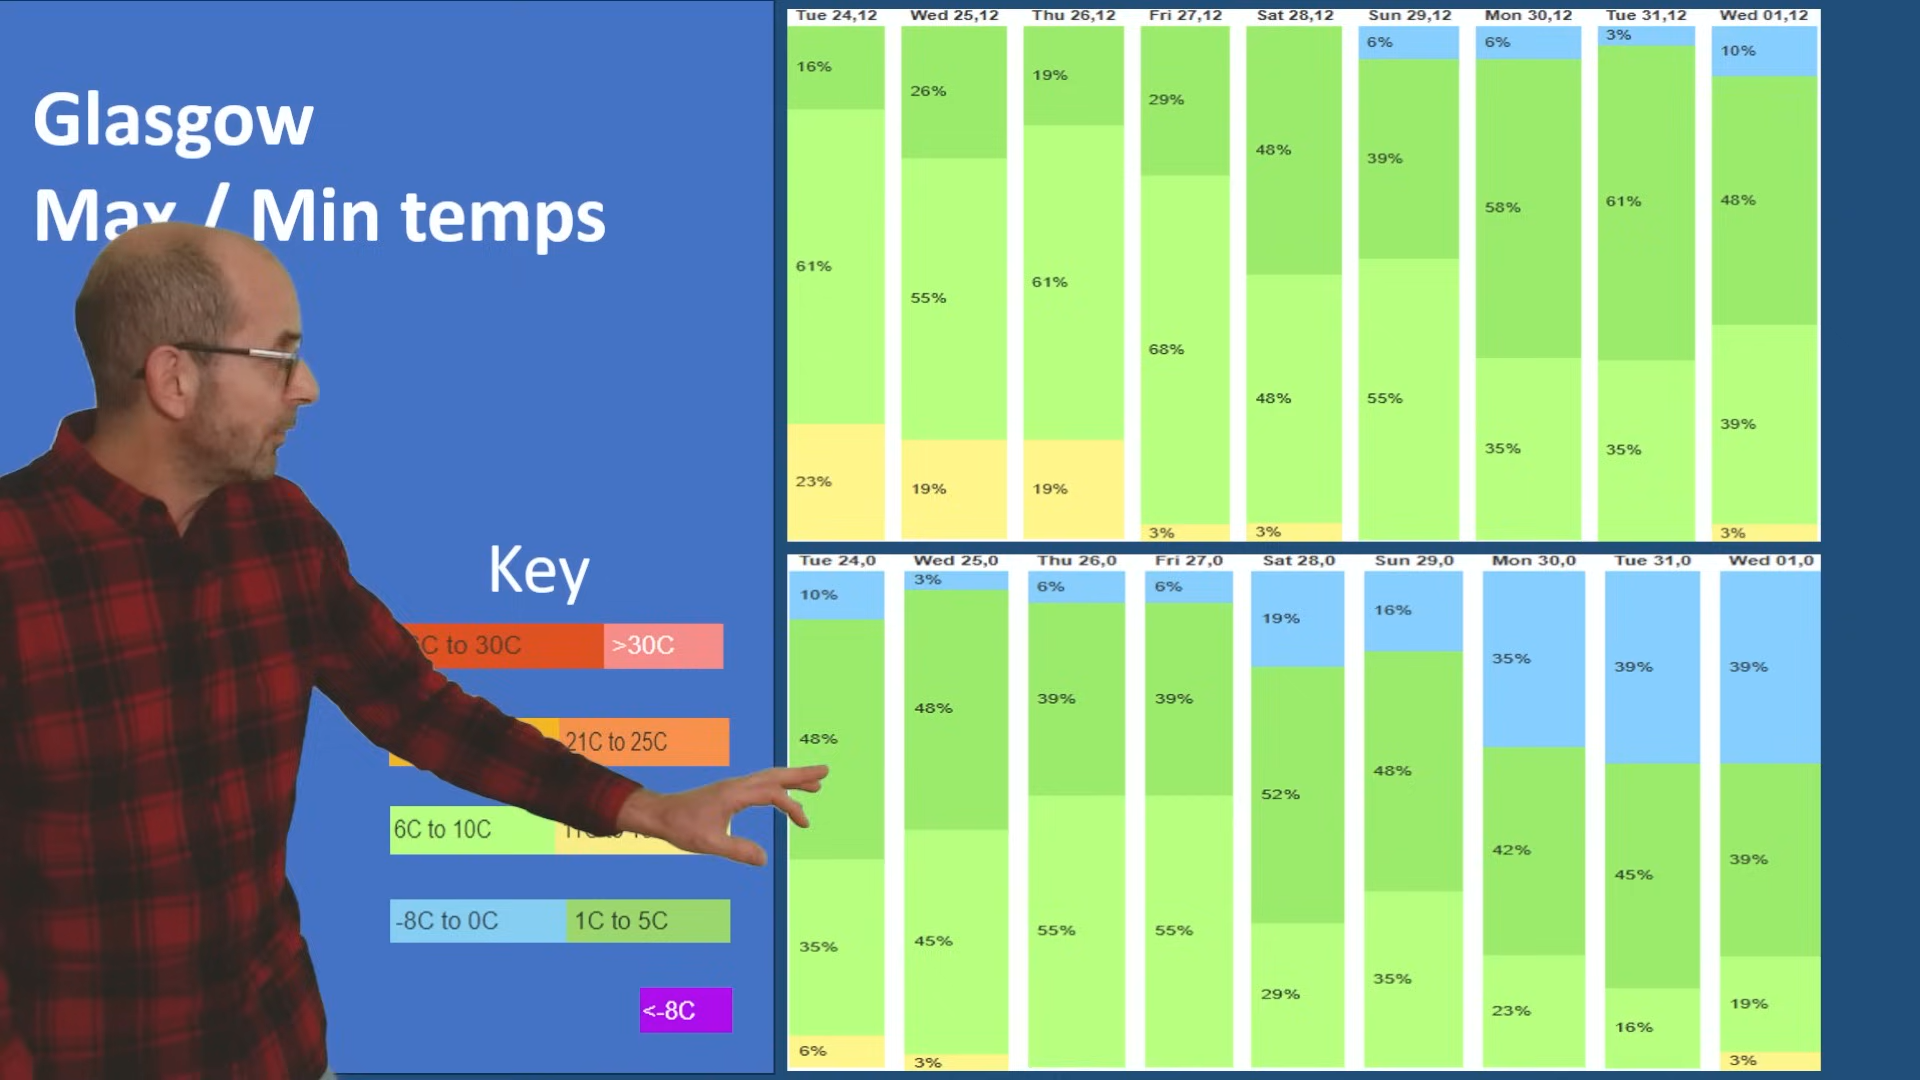 Glasgow
Max / Min temps
Key
C to 30C >30C
21C to 25C
6C to 10C
-8C to 0C 1C to 5C
<-8C
Tue 24,12 Wed 25,12 Thu 26,12 Fri 27,12 Sat 28,12 Sun 29,12 Mon 30,12 Tue 31,12 Wed 01,12
6% 6% 3% 10%
16% 26% 19% 29% 48% 39% 58% 61% 48%
61% 55% 61% 68% 48% 55% 35% 35% 39%
23% 19% 19% 3% 3% 3%
Tue 24,0 Wed 25,0 Thu 26,0 Fri 27,0 Sat 28,0 Sun 29,0 Mon 30,0 Tue 31,0 Wed 01,0
10% 3% 6% 6% 19% 16% 35% 39% 39%
48% 48% 39% 39% 52% 48% 42% 45% 39%
35% 45% 55% 55% 29% 35% 23% 16% 19%
6% 3% 3%